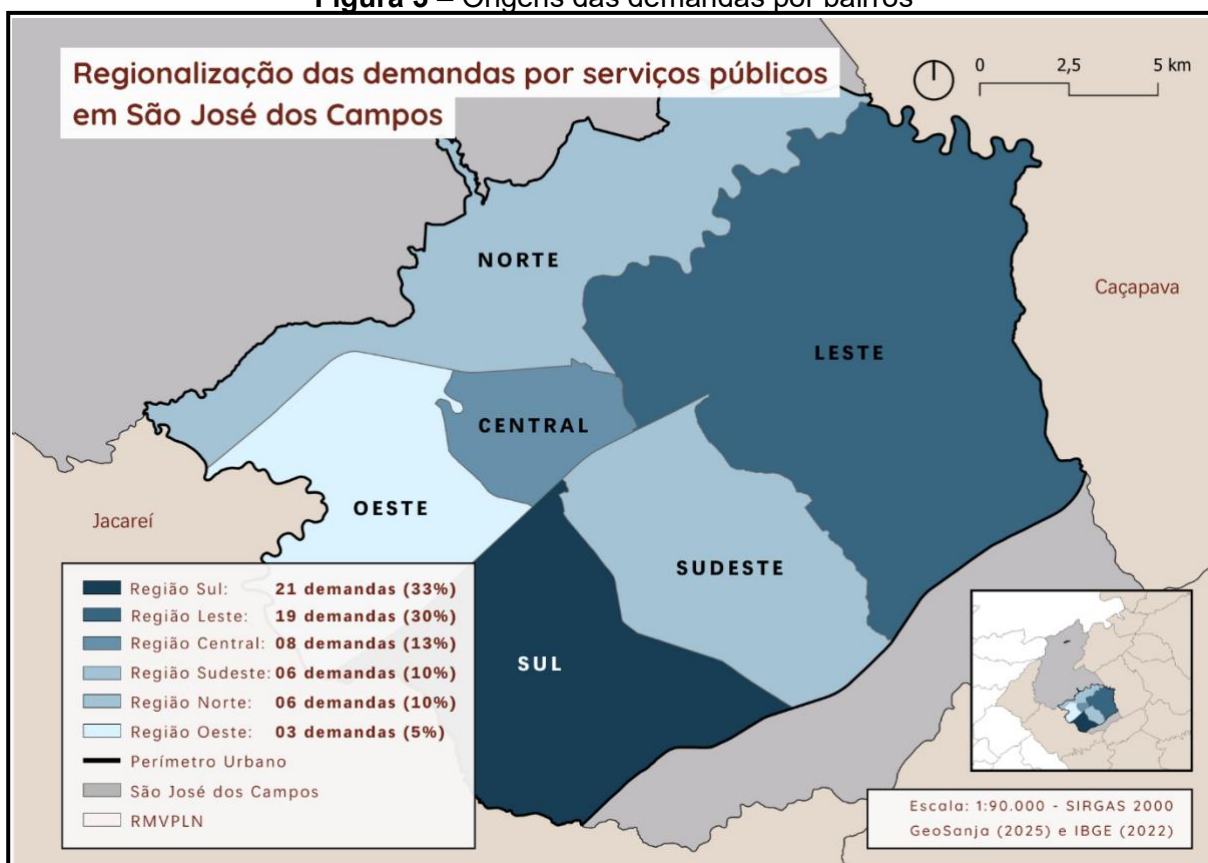 Figura 3 – Origens das demandas por bairros
Regionalização das demandas por serviços públicos
em São José dos Campos
0 2,5 5 km
NORTE
Caçapava
LESTE
CENTRAL
OESTE
Jacareí
SUDESTE
SUL
Região Sul: 21 demandas (33%)
Região Leste: 19 demandas (30%)
Região Central: 08 demandas (13%)
Região Sudeste: 06 demandas (10%)
Região Norte: 06 demandas (10%)
Região Oeste: 03 demandas (5%)
Perímetro Urbano
São José dos Campos
RMVPLN
Escala: 1:90.000 - SIRGAS 2000
GeoSanja (2025) e IBGE (2022)